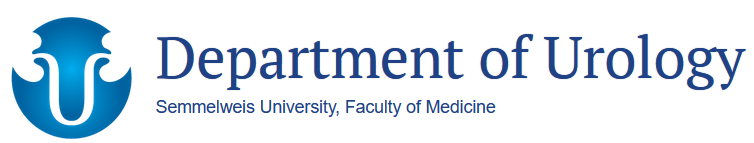 Department of Urology
Semmelweis University, Faculty of Medicine